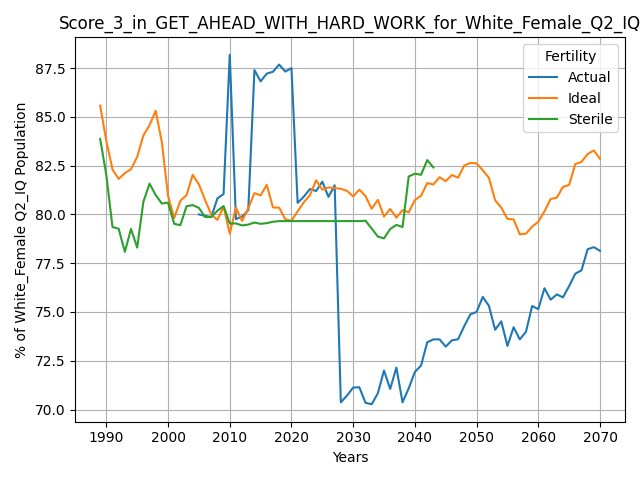 Score_3_in_GET_AHEAD_WITH_HARD_WORK_for_White_Female_Q2_IQ
Fertility
Actual
Ideal
Sterile
% of White_Female Q2_IQ Population
87.5
85.0
82.5
80.0
77.5
75.0
72.5
70.0
1990 2000 2010 2020 2030 2040 2050 2060 2070
Years